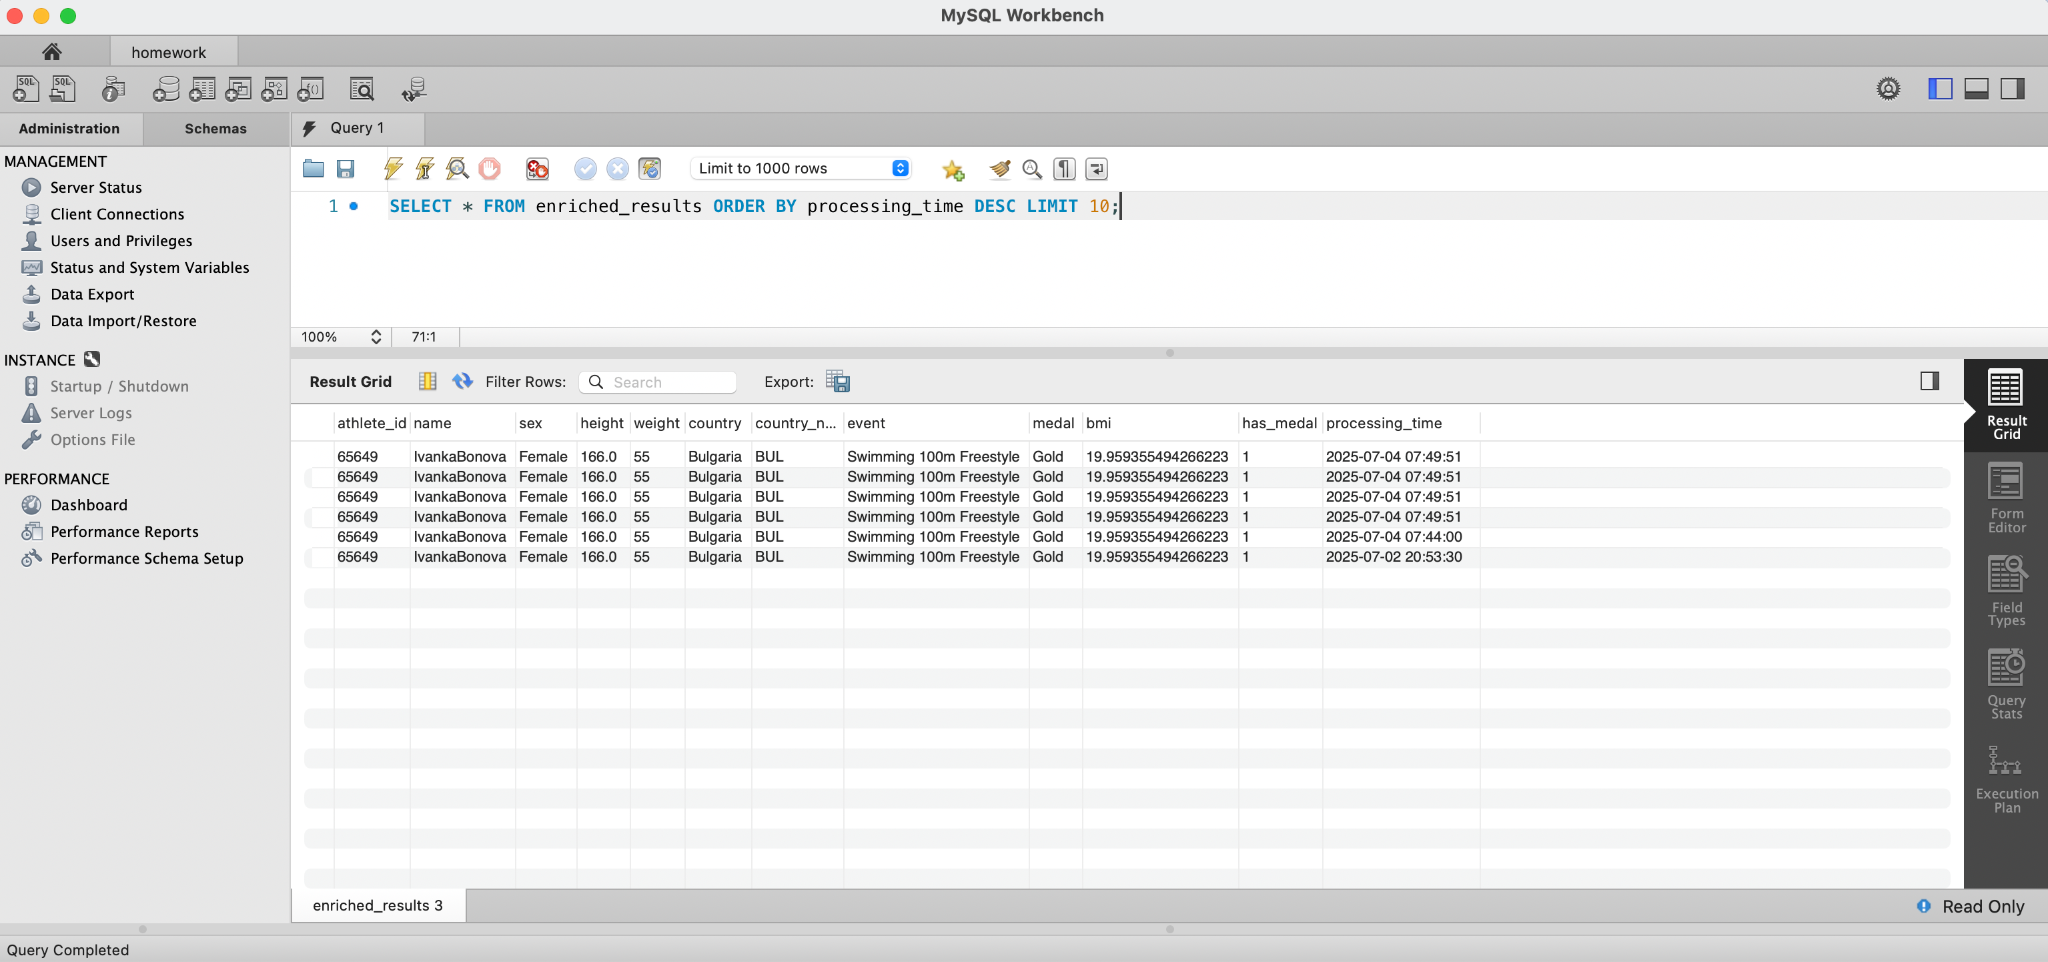 MySQL Workbench
homework
Administration
Schemas
Query 1
MANAGEMENT
Server Status
Client Connections
Users and Privileges
Status and System Variables
Data Export
Data Import/Restore
INSTANCE
Startup / Shutdown
Server Logs
Options File
PERFORMANCE
Dashboard
Performance Reports
Performance Schema Setup
Limit to 1000 rows
1 SELECT * FROM enriched_results ORDER BY processing_time DESC LIMIT 10;
100% 71:1
Result Grid Filter Rows: Search Export:
athlete_id name sex height weight country country_n... event medal bmi has_medal processing_time
65649 IvankaBonova Female 166.0 55 Bulgaria BUL Swimming 100m Freestyle Gold 19.959355494266223 1 2025-07-04 07:49:51
65649 IvankaBonova Female 166.0 55 Bulgaria BUL Swimming 100m Freestyle Gold 19.959355494266223 1 2025-07-04 07:49:51
65649 IvankaBonova Female 166.0 55 Bulgaria BUL Swimming 100m Freestyle Gold 19.959355494266223 1 2025-07-04 07:49:51
65649 IvankaBonova Female 166.0 55 Bulgaria BUL Swimming 100m Freestyle Gold 19.959355494266223 1 2025-07-04 07:49:51
65649 IvankaBonova Female 166.0 55 Bulgaria BUL Swimming 100m Freestyle Gold 19.959355494266223 1 2025-07-04 07:44:00
65649 IvankaBonova Female 166.0 55 Bulgaria BUL Swimming 100m Freestyle Gold 19.959355494266223 1 2025-07-02 20:53:30
Result
Grid
Form
Editor
Field
Types
Query
Stats
Execution
Plan
enriched_results 3
Read Only
Query Completed